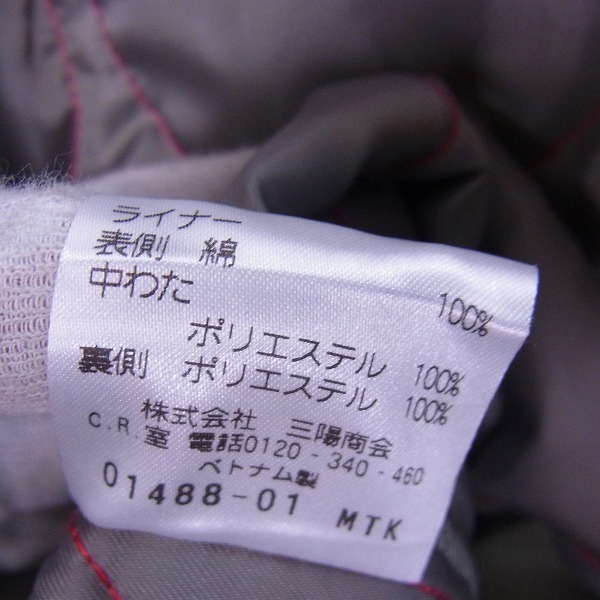 ライナー
表側 綿 100%
中わた
ポリエステル 100%
裏側 ポリエステル 100%
株式会社 三陽商会
C.R.室 電話0120-340-460
ベトナム製
01488-01 MTK